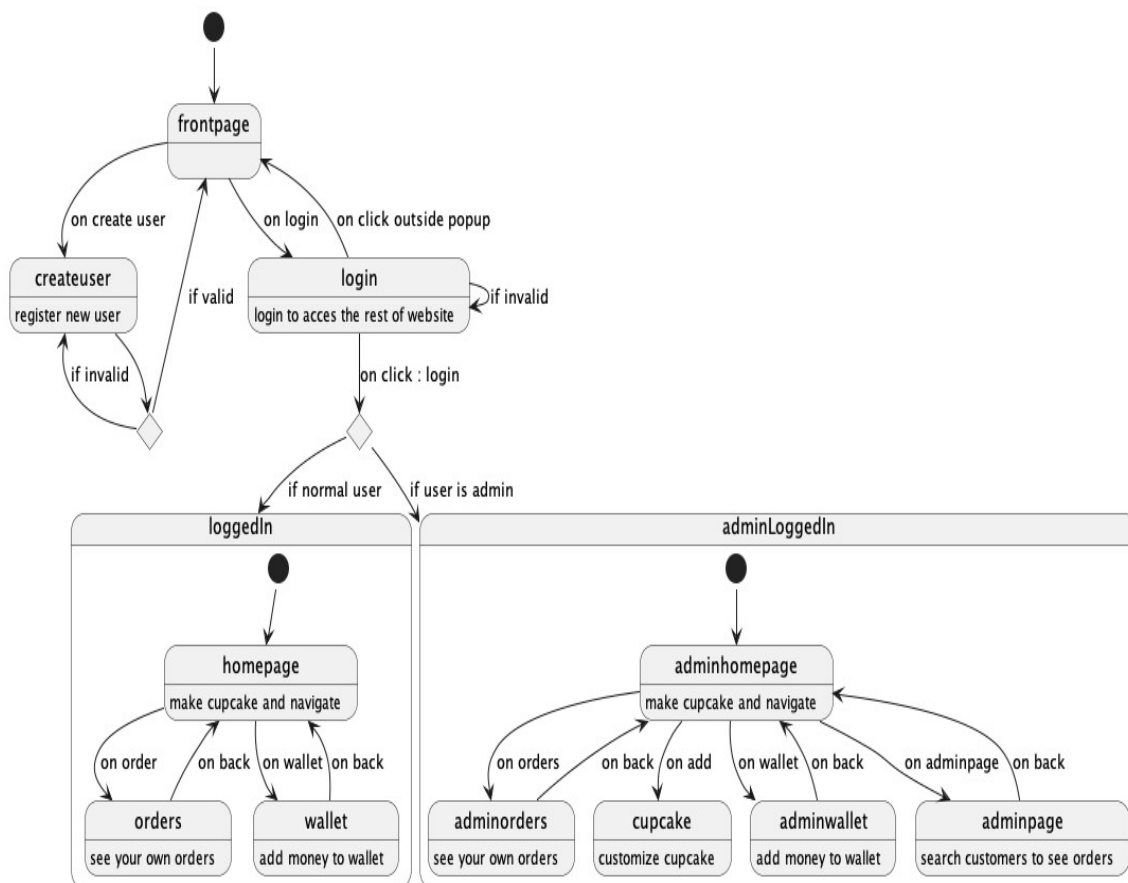 frontpage
on create user
on login
on click outside popup
createuser
register new user
if valid
login
login to acces the rest of website
if invalid
if invalid
on click : login
if normal user
if user is admin
loggedIn
adminLoggedIn
homepage
make cupcake and navigate
adminhomepage
make cupcake and navigate
on order
on back
on wallet
on back
on orders
on back
on add
on wallet
on back
on adminpage
on back
orders
see your own orders
wallet
add money to wallet
adminorders
see your own orders
cupcake
customize cupcake
adminwallet
add money to wallet
adminpage
search customers to see orders